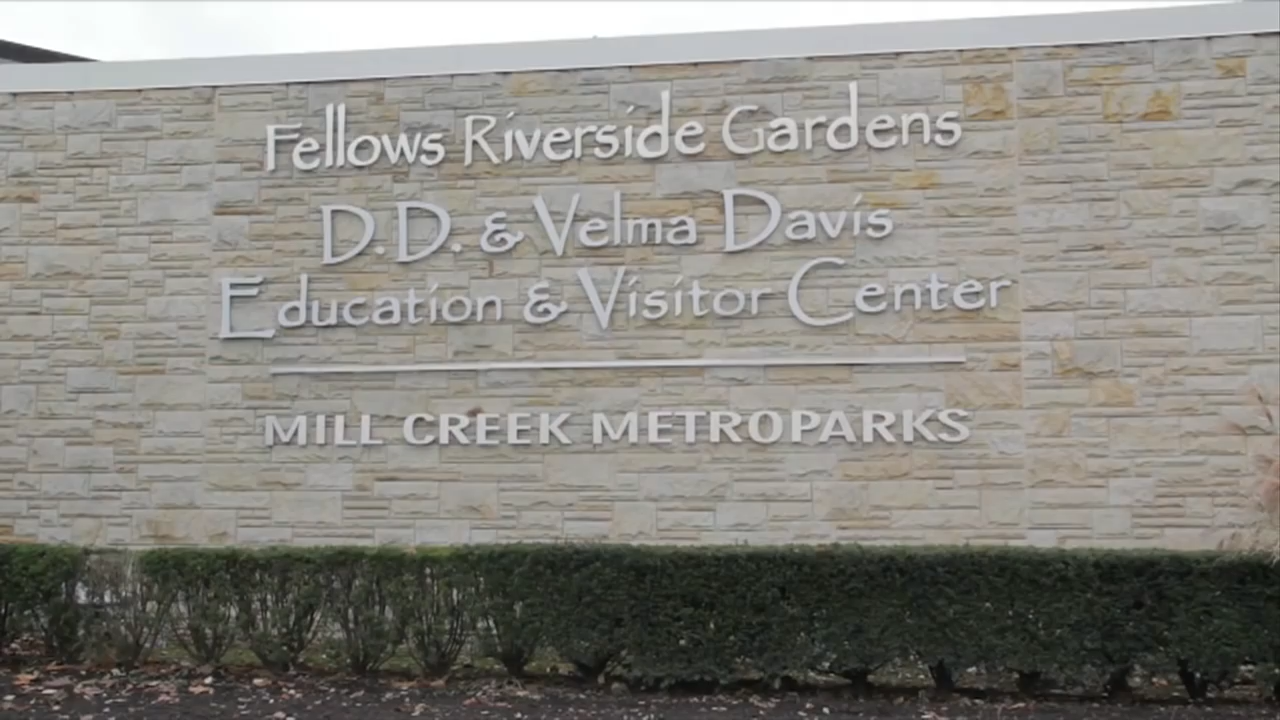 Fellows Riverside Gardens
D.D. & Velma Davis
Education & Visitor Center
MILL CREEK METROPARKS